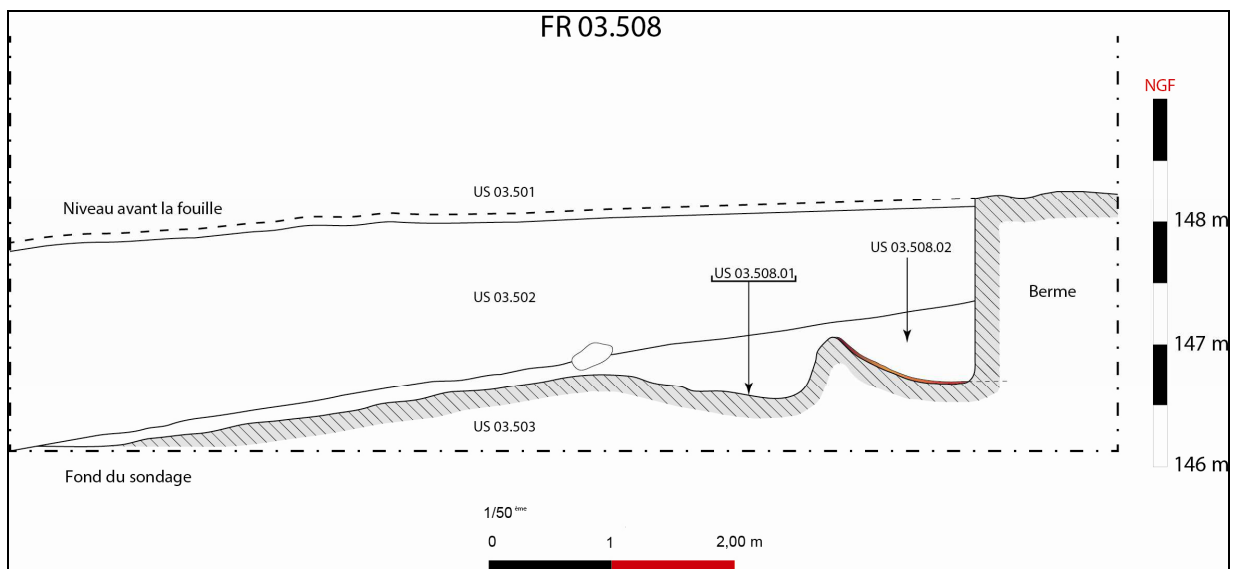 FR 03.508
NGF
US 03.501
Niveau avant la fouille
148 m
US 03.508.02
US 03.508.01
US 03.502
Berme
147 m
US 03.503
146 m
Fond du sondage
1/50 ème
0 1 2,00 m